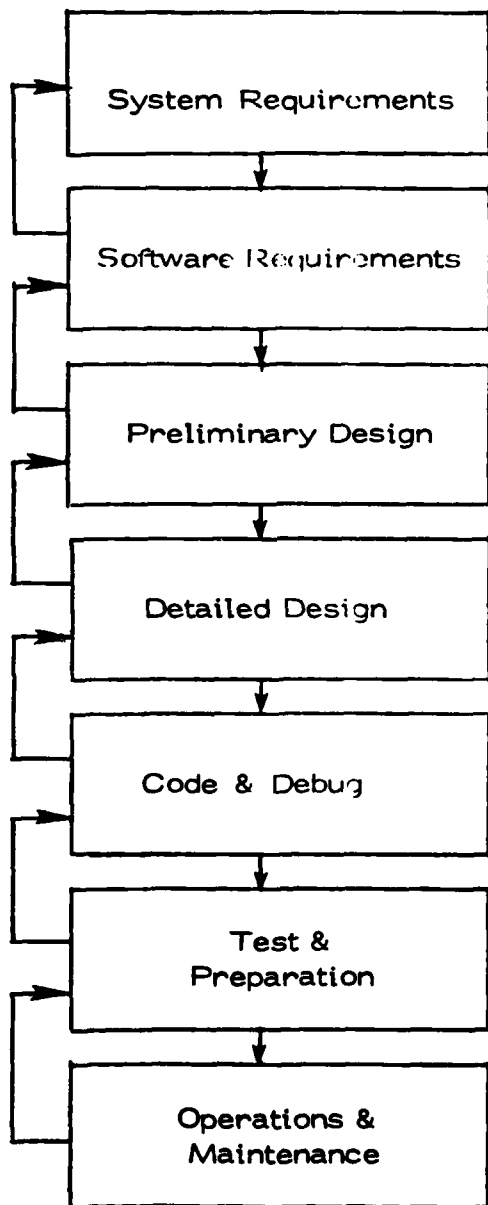 System Requirements
Software Requirements
Preliminary Design
Detailed Design
Code & Debug
Test &
Preparation
Operations &
Maintenance